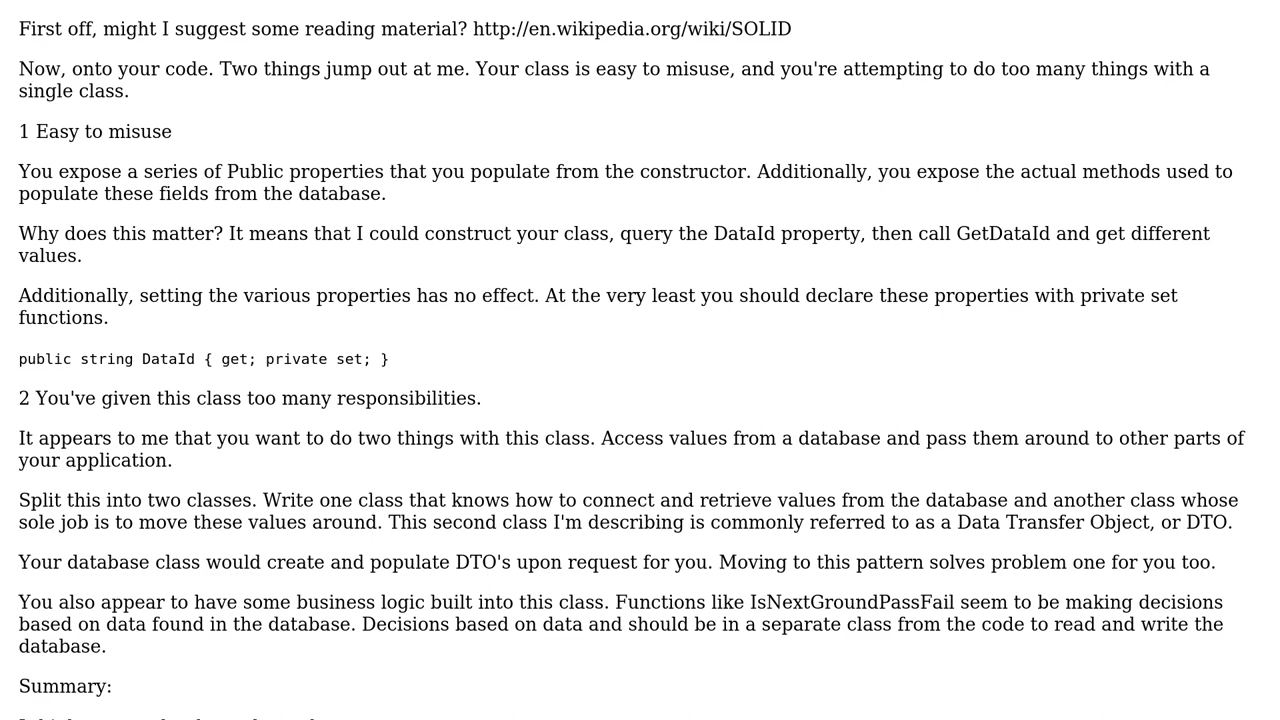 First off, might I suggest some reading material? http://en.wikipedia.org/wiki/SOLID
Now, onto your code. Two things jump out at me. Your class is easy to misuse, and you're attempting to do too many things with a
single class.
1 Easy to misuse
You expose a series of Public properties that you populate from the constructor. Additionally, you expose the actual methods used to
populate these fields from the database.
Why does this matter? It means that I could construct your class, query the DataId property, then call GetDataId and get different
values.
Additionally, setting the various properties has no effect. At the very least you should declare these properties with private set
functions.
public string DataId { get; private set; }
2 You've given this class too many responsibilities.
It appears to me that you want to do two things with this class. Access values from a database and pass them around to other parts of
your application.
Split this into two classes. Write one class that knows how to connect and retrieve values from the database and another class whose
sole job is to move these values around. This second class I'm describing is commonly referred to as a Data Transfer Object, or DTO.
Your database class would create and populate DTO's upon request for you. Moving to this pattern solves problem one for you too.
You also appear to have some business logic built into this class. Functions like IsNextGroundPassFail seem to be making decisions
based on data found in the database. Decisions based on data and should be in a separate class from the code to read and write the
database.
Summary: